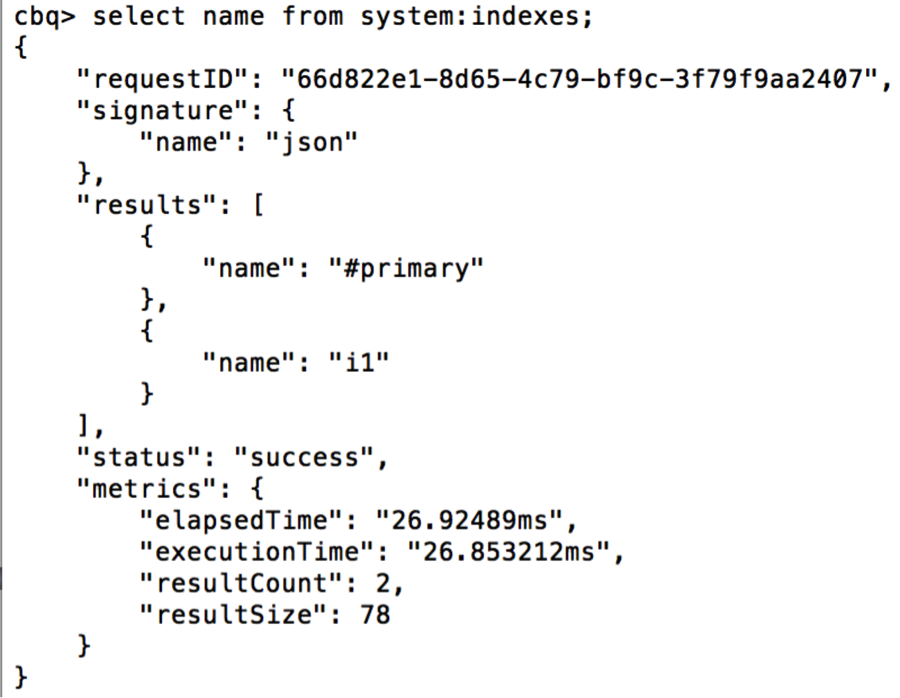 cbq> select name from system:indexes;
{
    "requestID": "66d822e1-8d65-4c79-bf9c-3f79f9aa2407",
    "signature": {
        "name": "json"
    },
    "results": [
        {
            "name": "#primary"
        },
        {
            "name": "i1"
        }
    ],
    "status": "success",
    "metrics": {
        "elapsedTime": "26.92489ms",
        "executionTime": "26.853212ms",
        "resultCount": 2,
        "resultSize": 78
    }
}